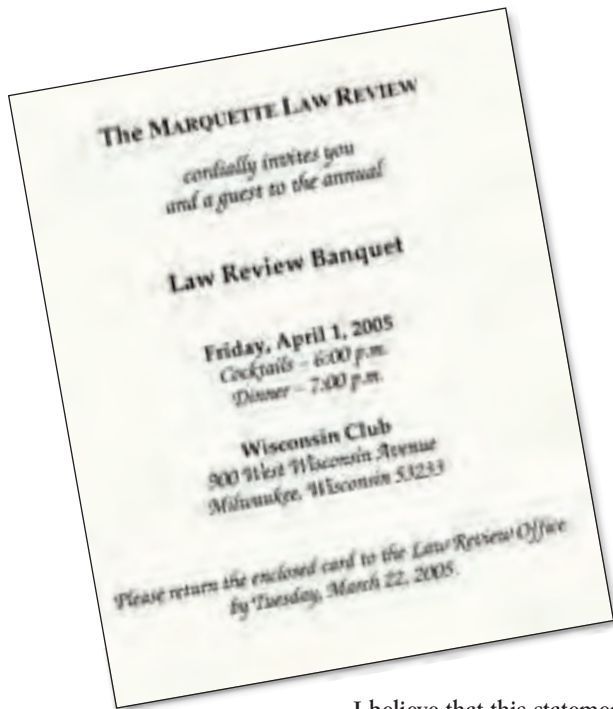 The MARQUETTE LAW REVIEW
cordially invites you
and a guest to the annual
Law Review Banquet
Friday, April 1, 2005
Cocktails – 6:00 p.m.
Dinner – 7:00 p.m.
Wisconsin Club
900 West Wisconsin Avenue
Milwaukee, Wisconsin 53233
Please return the enclosed card to the Law Review Office
by Tuesday, March 22, 2005.
I believe that this stateme